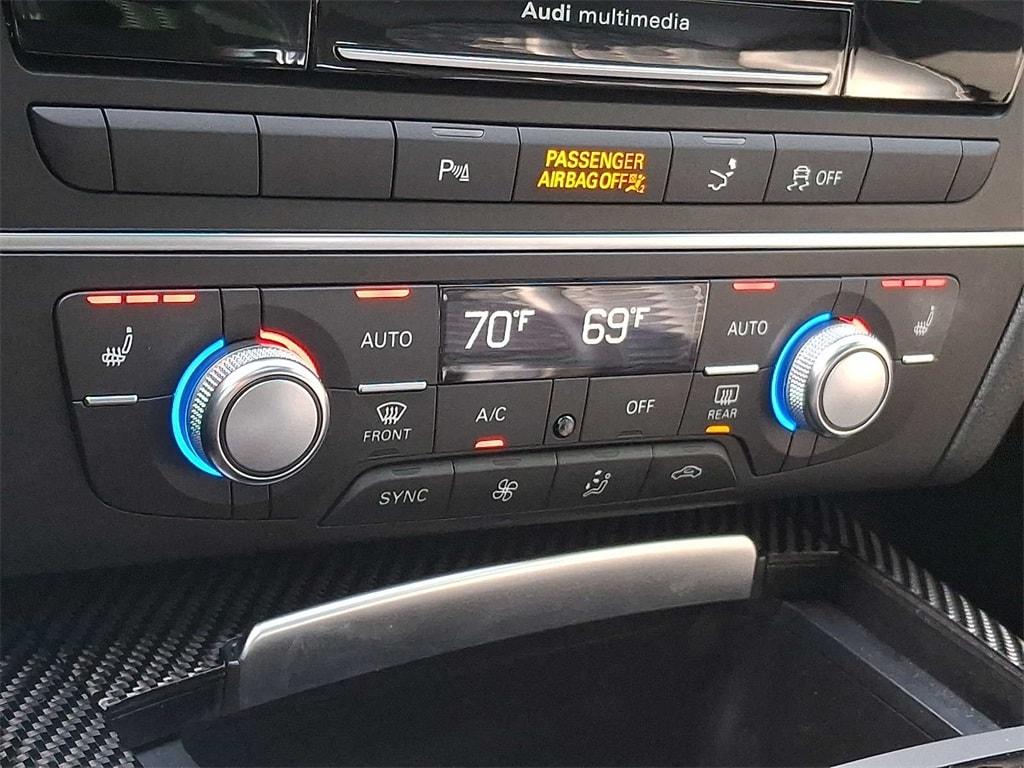 Audi multimedia
P
PASSENGER
AIRBAG OFF
OFF
AUTO
70°F 69°F
AUTO
FRONT
A/C
OFF
REAR
SYNC